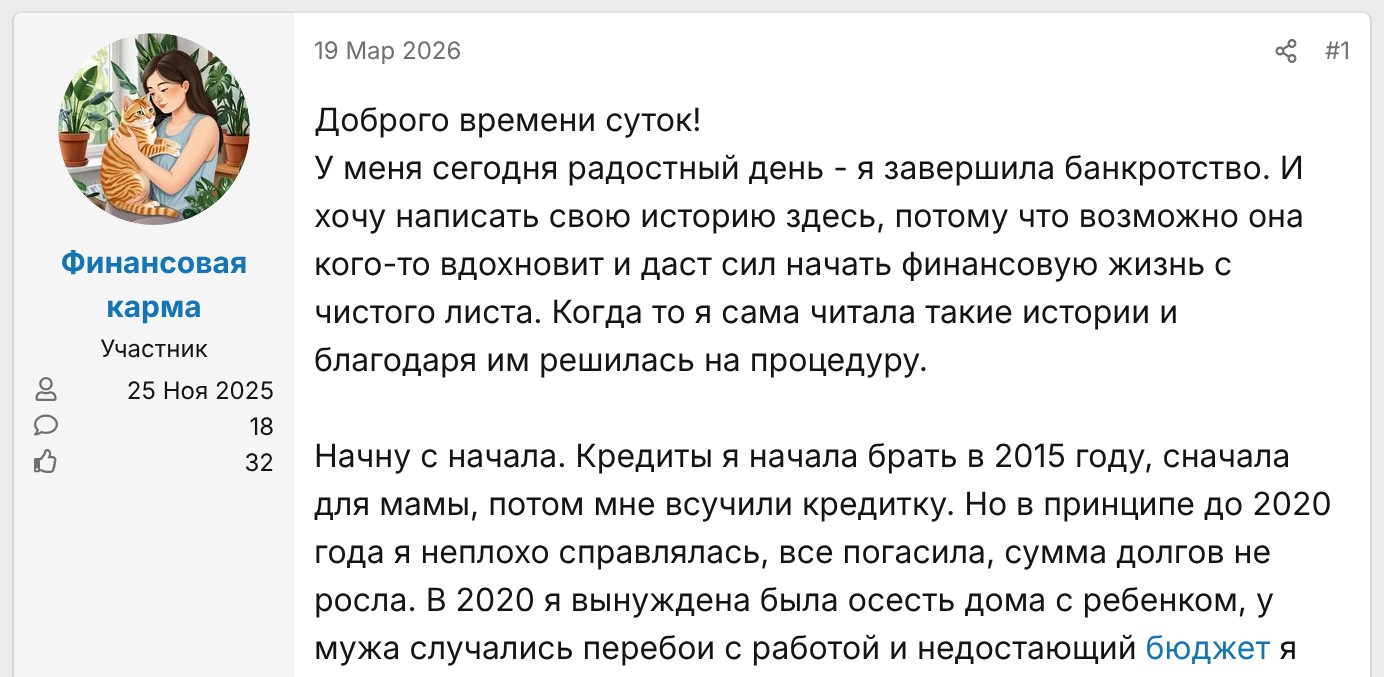 19 Мар 2026
#1
Финансовая
карма
Участник
25 Ноя 2025
18
32
Доброго времени суток!
У меня сегодня радостный день - я завершила банкротство. И
хочу написать свою историю здесь, потому что возможно она
кого-то вдохновит и даст сил начать финансовую жизнь с
чистого листа. Когда то я сама читала такие истории и
благодаря им решилась на процедуру.
Начну с начала. Кредиты я начала брать в 2015 году, сначала
для мамы, потом мне всучили кредитку. Но в принципе до 2020
года я неплохо справлялась, все погасила, сумма долгов не
росла. В 2020 я вынуждена была осесть дома с ребенком, у
мужа случались перебои с работой и недостающий бюджет я